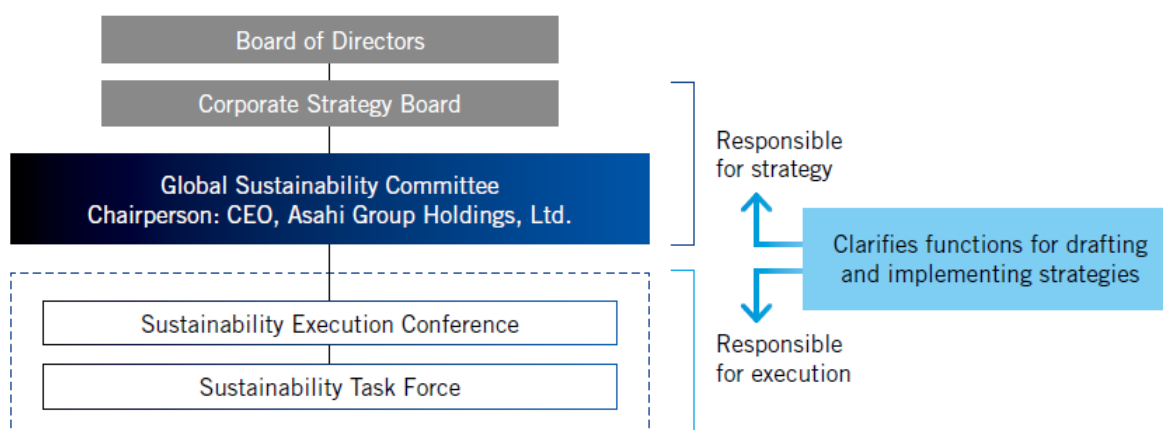 Board of Directors
Corporate Strategy Board
Global Sustainability Committee
Chairperson: CEO, Asahi Group Holdings, Ltd.
Sustainability Execution Conference
Sustainability Task Force
Responsible
for strategy
Clarifies functions for drafting
and implementing strategies
Responsible
for execution